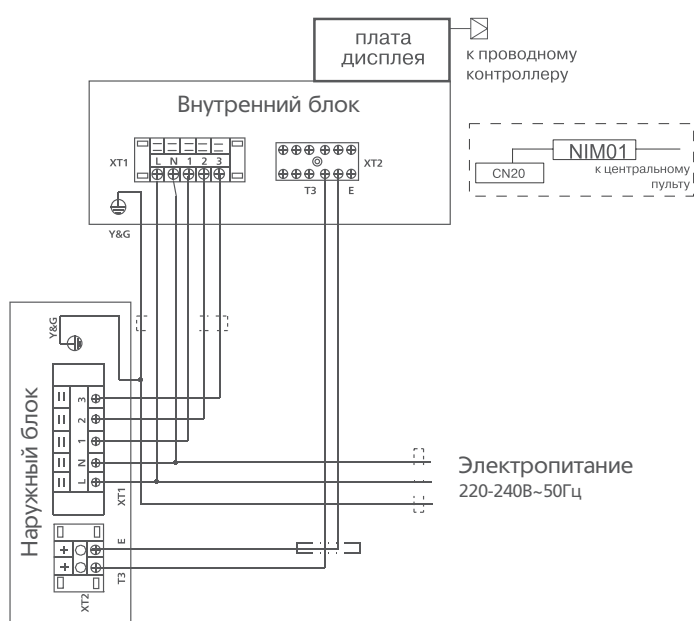 плата
дисплея
к проводному
контроллеру
Внутренний блок
XT1
L N 1 2 3
XT2
T3 E
Y&G
NIM01
CN20
к центральному
пульту
Наружный блок
Y&G
3
2
1
N
L
XT1
E
T3
XT2
Электропитание
220-240В~50Гц